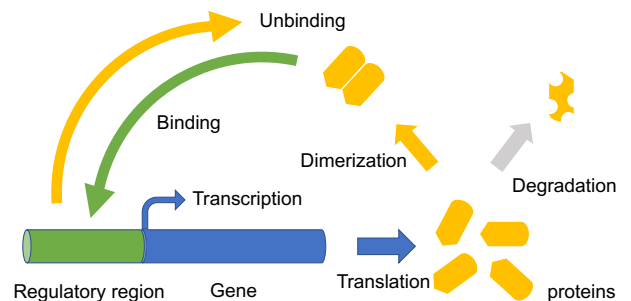 Unbinding
Binding
Dimerization
Degradation
Transcription
Translation
Regulatory region
Gene
proteins